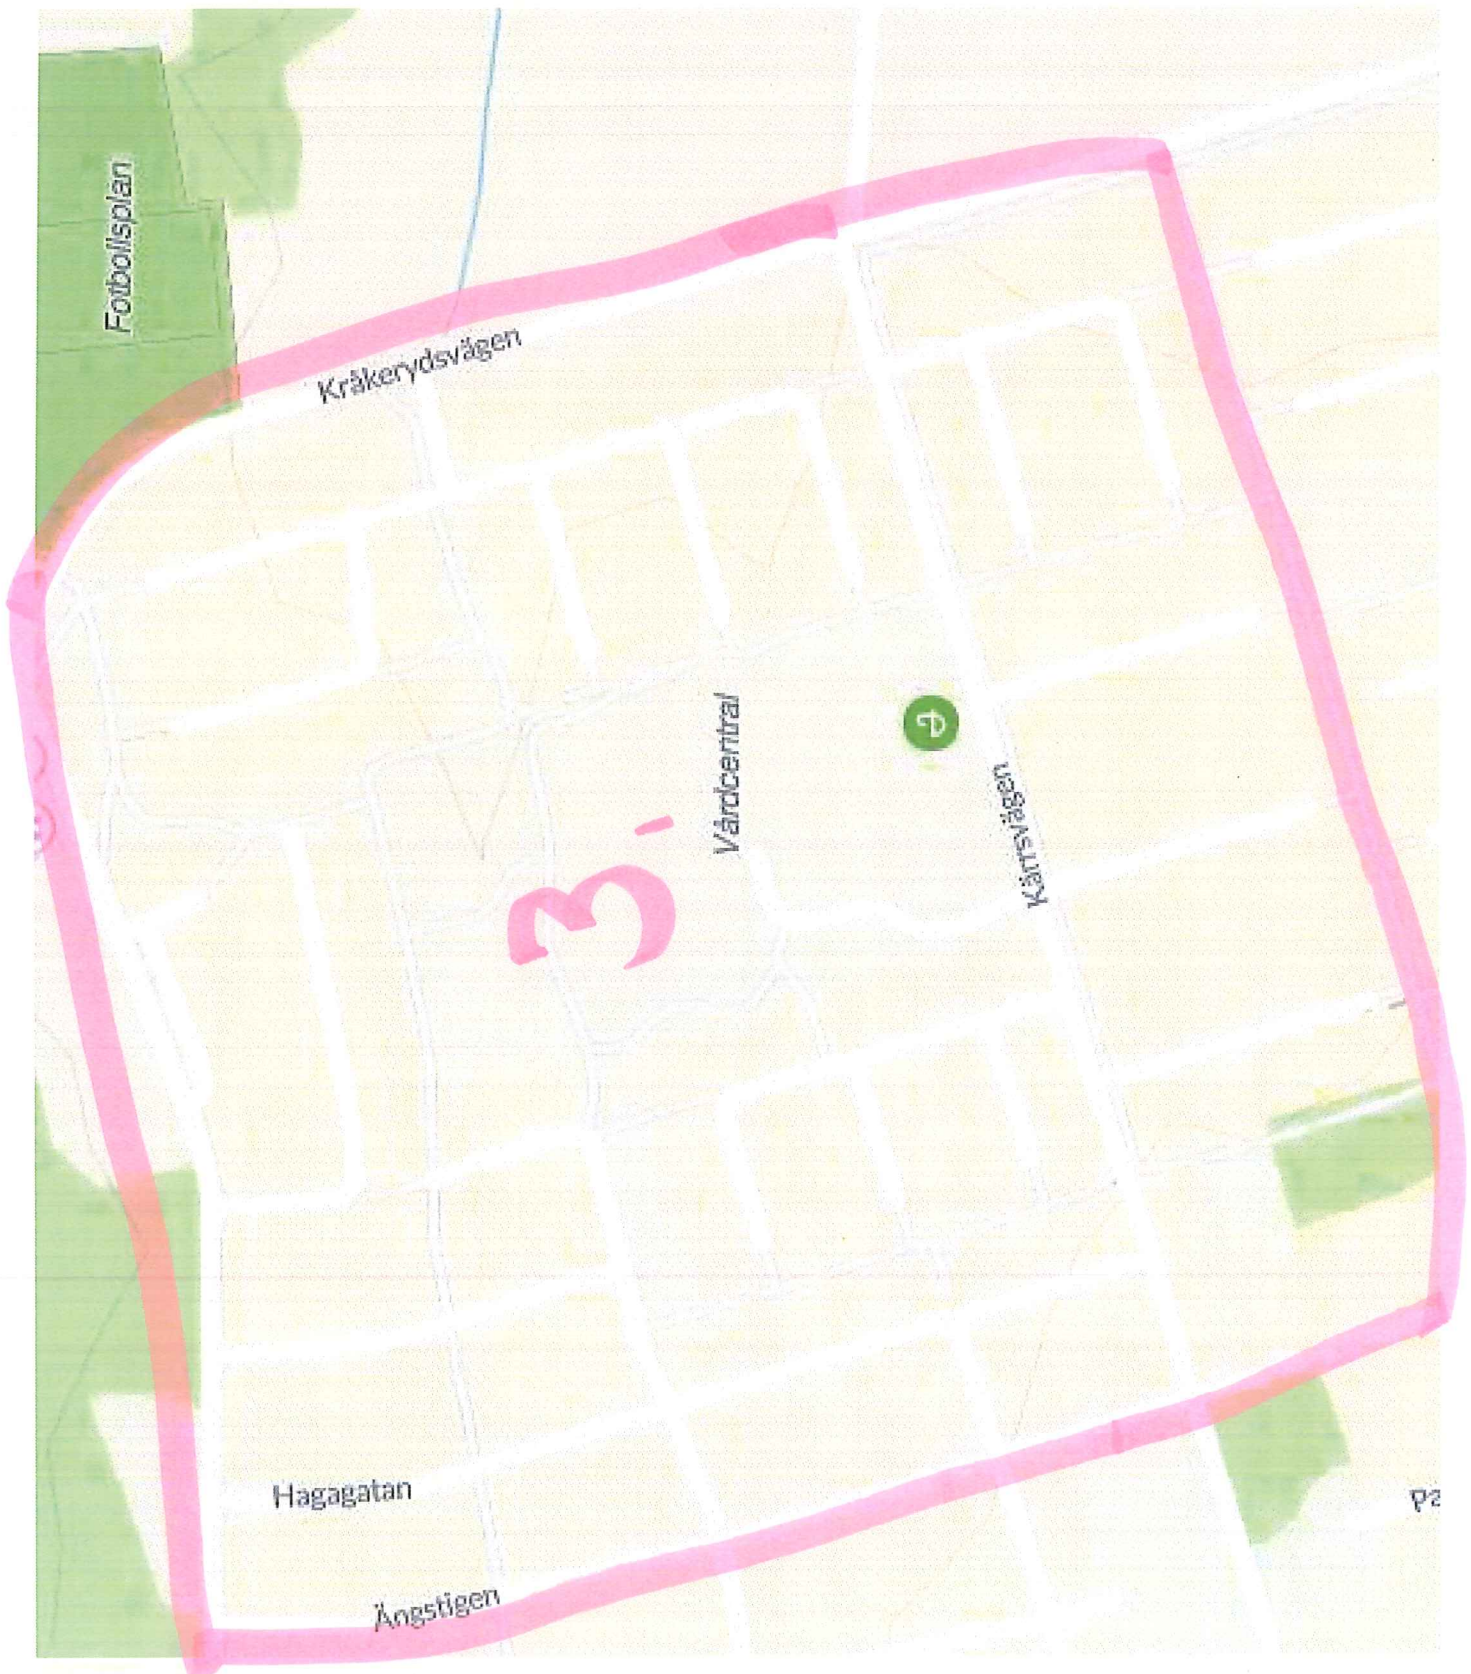 Fotbollsplan
Kråkerydsvägen
Vårdcentral
Kärrsvägen
3.
Hagagatan
Ängstigen